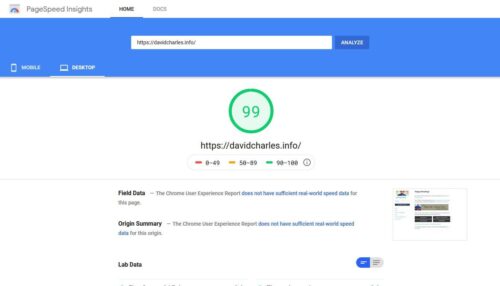 PageSpeed Insights HOME DOCS
https://davidcharles.info/ ANALYZE
MOBILE DESKTOP
99
https://davidcharles.info/
0-49 50-89 90-100
Field Data — The Chrome User Experience Report does not have sufficient real-world speed data for
this page.
Origin Summary — The Chrome User Experience Report does not have sufficient real-world speed
data for this origin.
Lab Data